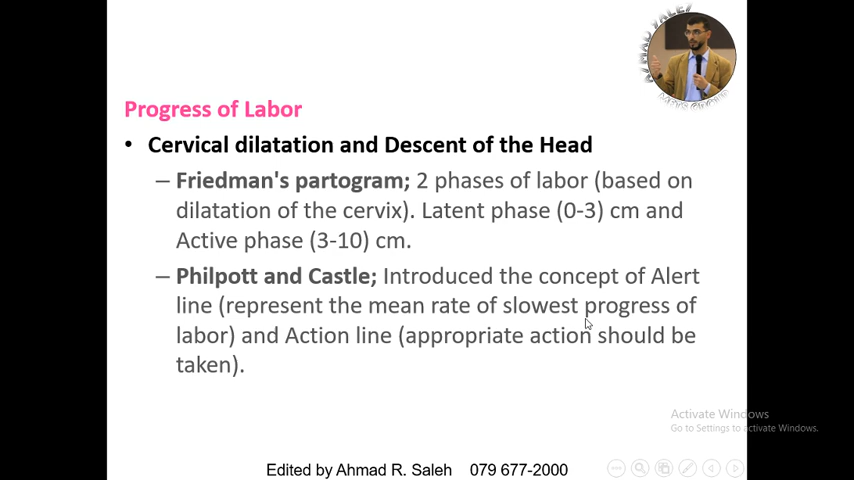 Progress of Labor
• Cervical dilatation and Descent of the Head
– Friedman's partogram; 2 phases of labor (based on
dilatation of the cervix). Latent phase (0-3) cm and
Active phase (3-10) cm.
– Philpott and Castle; Introduced the concept of Alert
line (represent the mean rate of slowest progress of
labor) and Action line (appropriate action should be
taken).
Activate Windows
Go to Settings to activate Windows.
Edited by Ahmad R. Saleh 079 677-2000